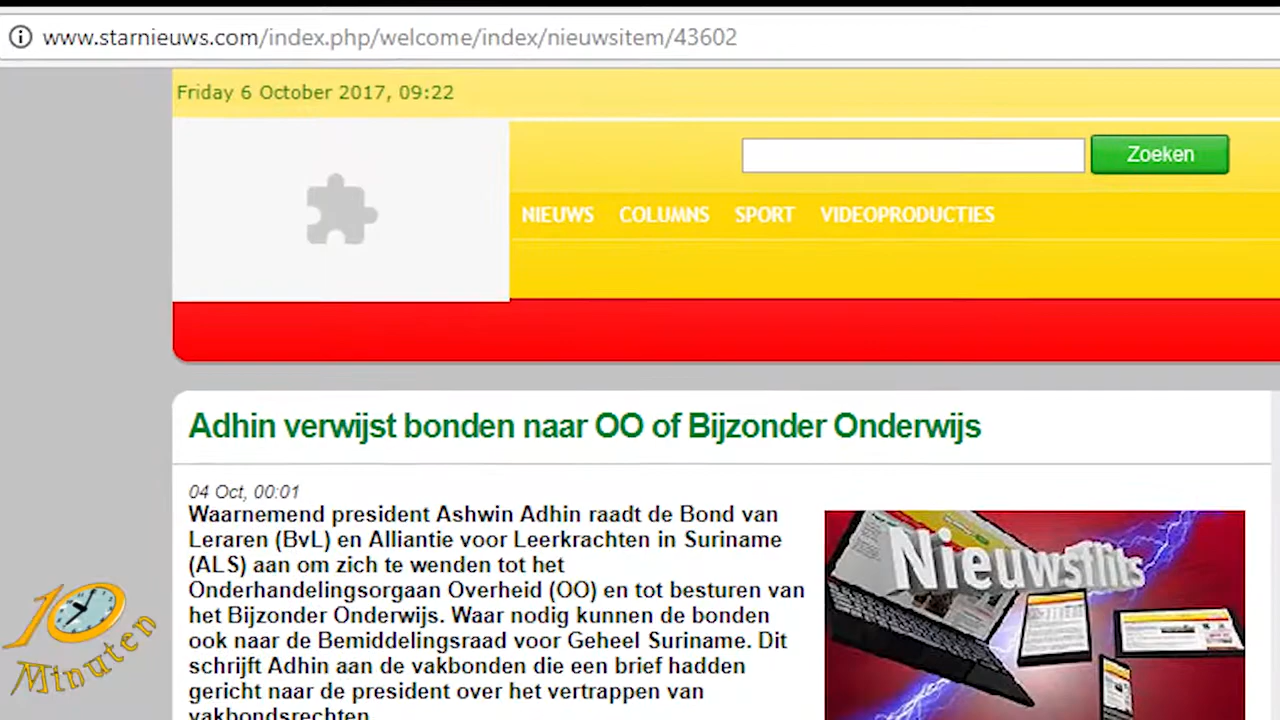 www.starnieuws.com/index.php/welcome/index/nieuwsitem/43602
Friday 6 October 2017, 09:22
Zoeken
NIEUWS COLUMNS SPORT VIDEOPRODUCTIES
Adhin verwijst bonden naar OO of Bijzonder Onderwijs
04 Oct, 00:01
Waarnemend president Ashwin Adhin raadt de Bond van
Leraren (BvL) en Alliantie voor Leerkrachten in Suriname
(ALS) aan om zich te wenden tot het
Onderhandelingsorgaan Overheid (OO) en tot besturen van
het Bijzonder Onderwijs. Waar nodig kunnen de bonden
ook naar de Bemiddelingsraad voor Geheel Suriname. Dit
schrijft Adhin aan de vakbonden die een brief hadden
gericht naar de president over het vertrappen van
vakbondsrechten.
Nieuwsflits
10
Minuten